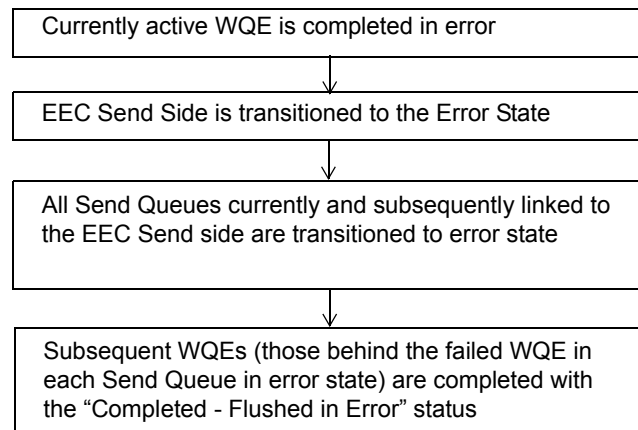 Currently active WQE is completed in error
EEC Send Side is transitioned to the Error State
All Send Queues currently and subsequently linked to
the EEC Send side are transitioned to error state
Subsequent WQEs (those behind the failed WQE in
each Send Queue in error state) are completed with
the “Completed - Flushed in Error” status